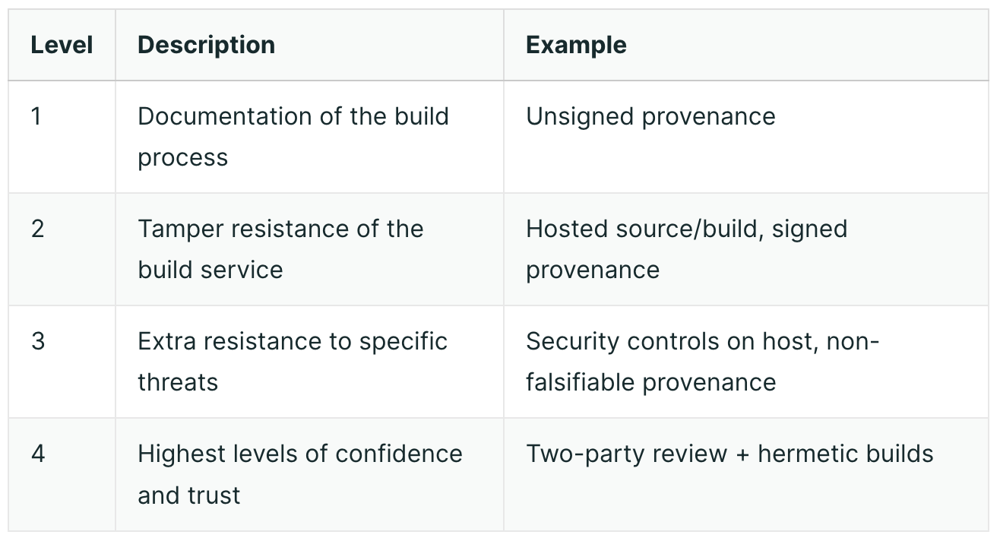 Level Description Example
1 Documentation of the build Unsigned provenance
process
2 Tamper resistance of the Hosted source/build, signed
build service provenance
3 Extra resistance to specific Security controls on host, non-
threats falsifiable provenance
4 Highest levels of confidence Two-party review + hermetic builds
and trust